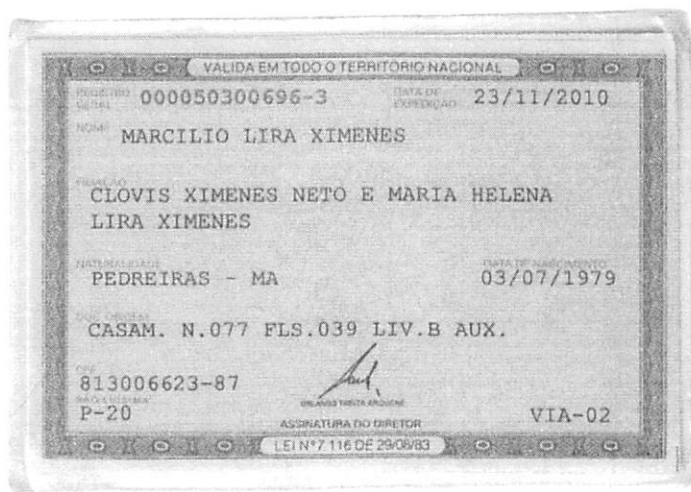 VALIDA EM TODO O TERRITÓRIO NACIONAL
REGISTRO GERAL 000050300696-3 DATA DE EXPEDIÇÃO 23/11/2010
NOME MARCILIO LIRA XIMENES
FILIAÇÃO
CLOVIS XIMENES NETO E MARIA HELENA
LIRA XIMENES
NATURALIDADE DATA DE NASCIMENTO
PEDREIRAS - MA 03/07/1979
DOC ORIGEM
CASAM. N.077 FLS.039 LIV.B AUX.
CPF
813006623-87
P-20 VIA-02
ASSINATURA DO DIRETOR
LEI Nº 7.116 DE 29/08/83